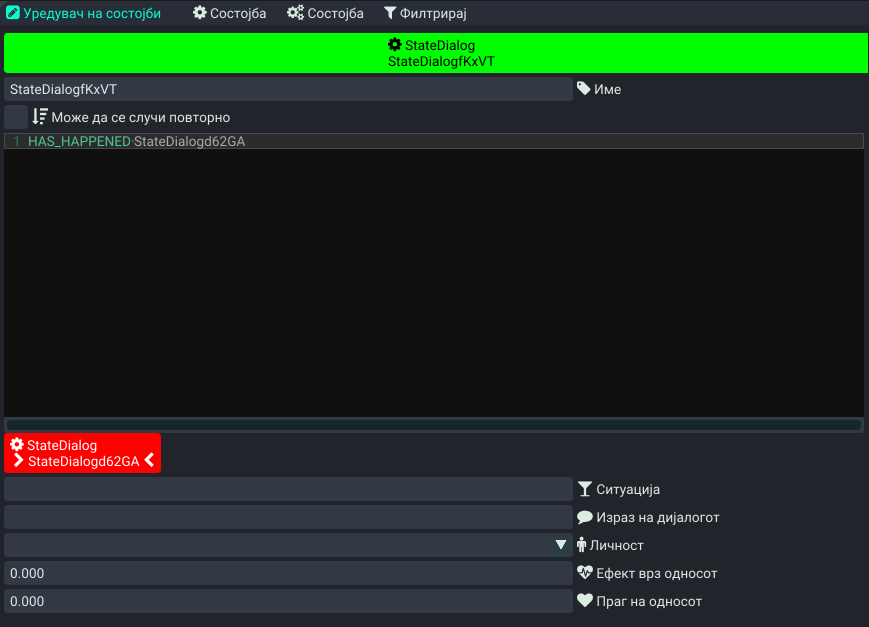 Уредувач на состојби Состојба Состојба Филтрирај
StateDialog
StateDialogfKxVT
StateDialogfKxVT Име
Може да се случи повторно
1 HAS_HAPPENED StateDialogd62GA
StateDialog
StateDialogd62GA
Ситуација
Израз на дијалогот
Личност
0.000 Ефект врз односот
0.000 Праг на односот